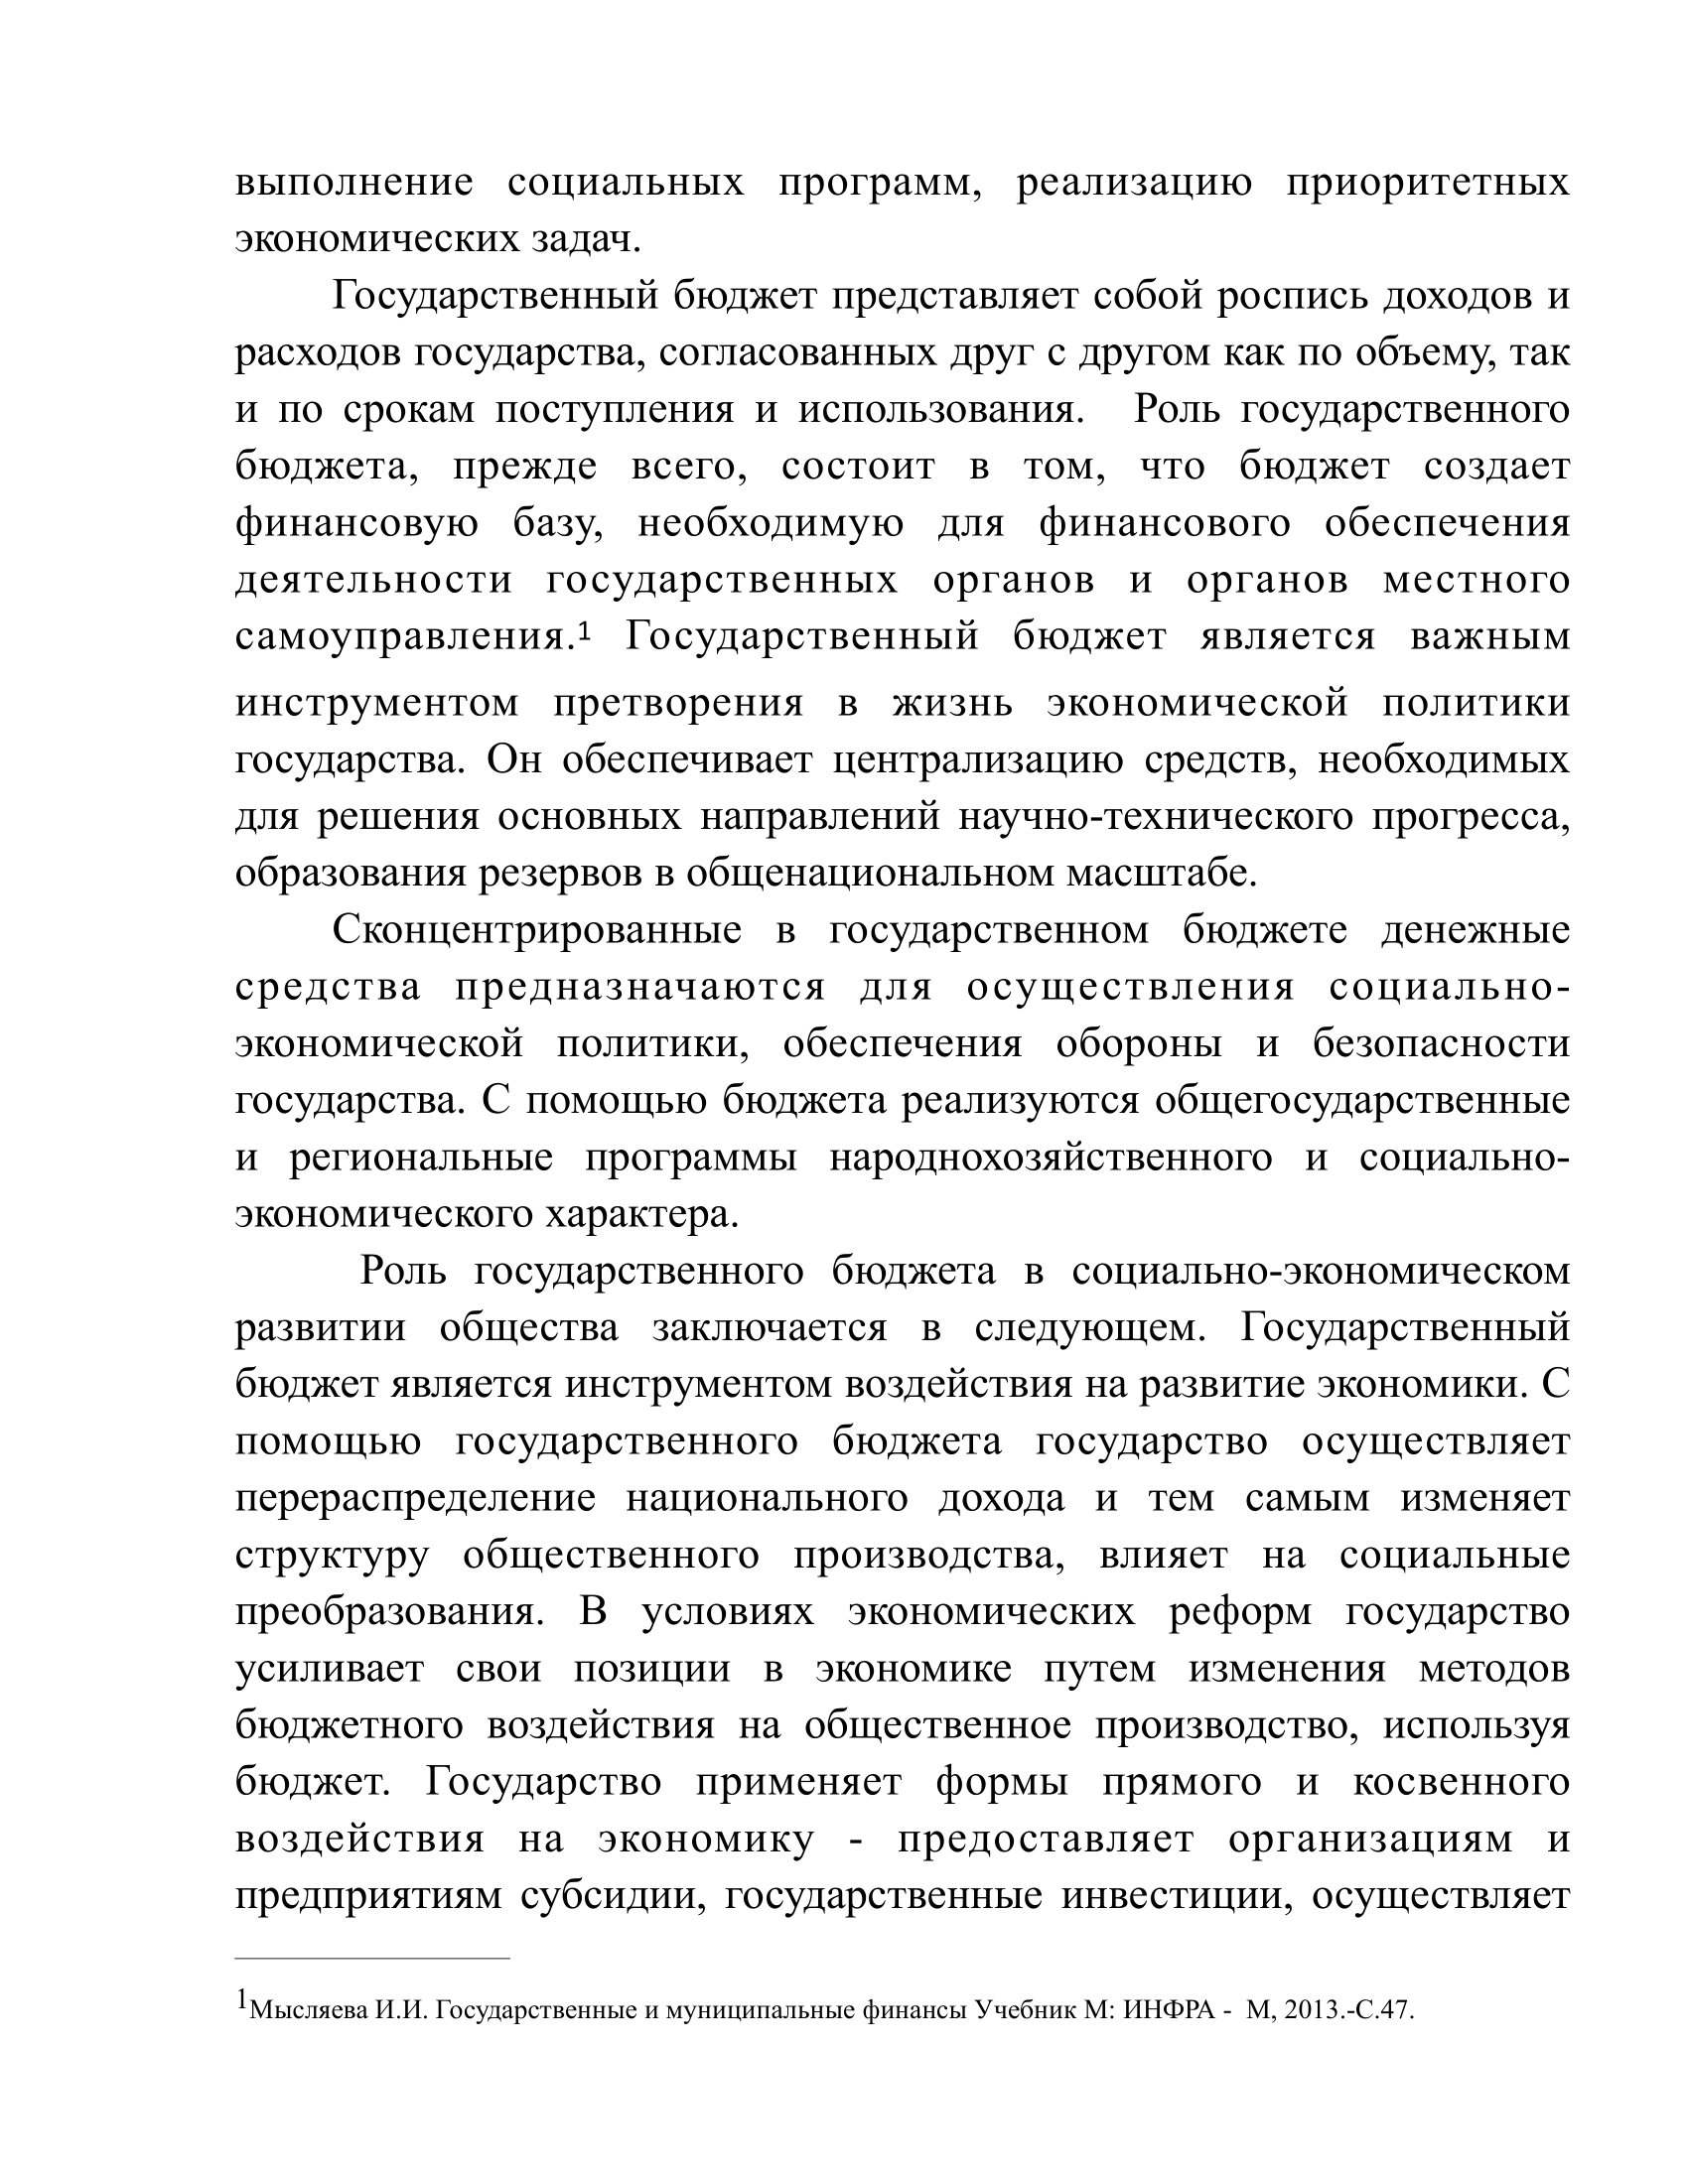 выполнение социальных программ, реализацию приоритетных
экономических задач.
Государственный бюджет представляет собой роспись доходов и
расходов государства, согласованных друг с другом как по объему, так
и по срокам поступления и использования. Роль государственного
бюджета, прежде всего, состоит в том, что бюджет создает
финансовую базу, необходимую для финансового обеспечения
деятельности государственных органов и органов местного
самоуправления.¹ Государственный бюджет является важным
инструментом претворения в жизнь экономической политики
государства. Он обеспечивает централизацию средств, необходимых
для решения основных направлений научно-технического прогресса,
образования резервов в общенациональном масштабе.
Сконцентрированные в государственном бюджете денежные
средства предназначаются для осуществления социально-
экономической политики, обеспечения обороны и безопасности
государства. С помощью бюджета реализуются общегосударственные
и региональные программы народнохозяйственного и социально-
экономического характера.
Роль государственного бюджета в социально-экономическом
развитии общества заключается в следующем. Государственный
бюджет является инструментом воздействия на развитие экономики. С
помощью государственного бюджета государство осуществляет
перераспределение национального дохода и тем самым изменяет
структуру общественного производства, влияет на социальные
преобразования. В условиях экономических реформ государство
усиливает свои позиции в экономике путем изменения методов
бюджетного воздействия на общественное производство, используя
бюджет. Государство применяет формы прямого и косвенного
воздействия на экономику - предоставляет организациям и
предприятиям субсидии, государственные инвестиции, осуществляет
¹Мысляева И.И. Государственные и муниципальные финансы Учебник М: ИНФРА - М, 2013.-С.47.